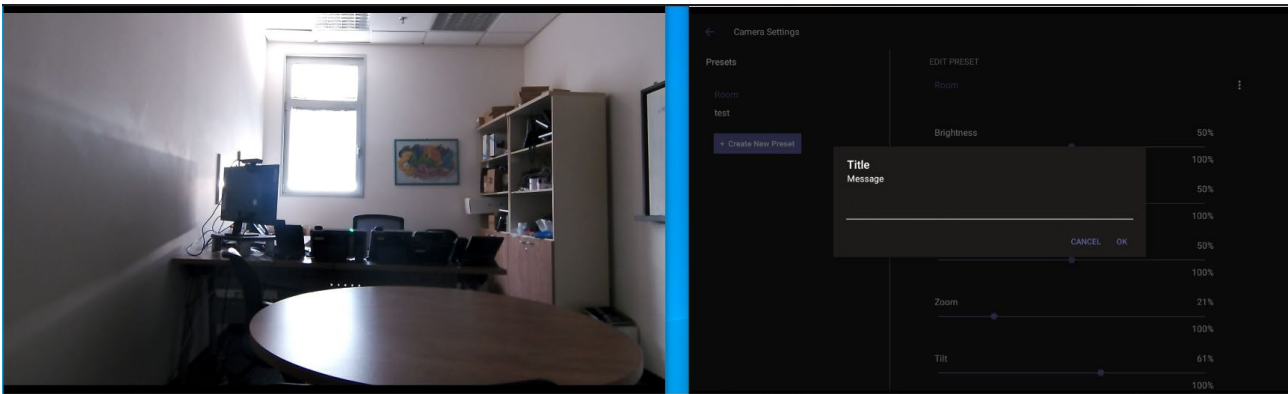 ← Camera Settings
Presets
Room
test
+ Create New Preset
EDIT PRESET
Room
Brightness 50%
100%
50%
100%
50%
100%
Zoom 21%
100%
Tilt 61%
100%
Title
Message
CANCEL OK